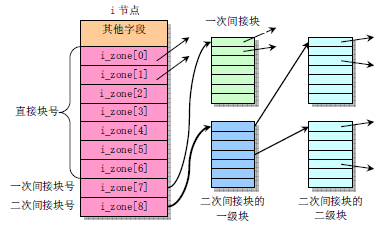 i 节点
其他字段
i_zone[0]
i_zone[1]
i_zone[2]
i_zone[3]
i_zone[4]
i_zone[5]
i_zone[6]
i_zone[7]
i_zone[8]
直接块号
一次间接块号
二次间接块号
一次间接块
二次间接块的
一级块
二次间接块的
二级块